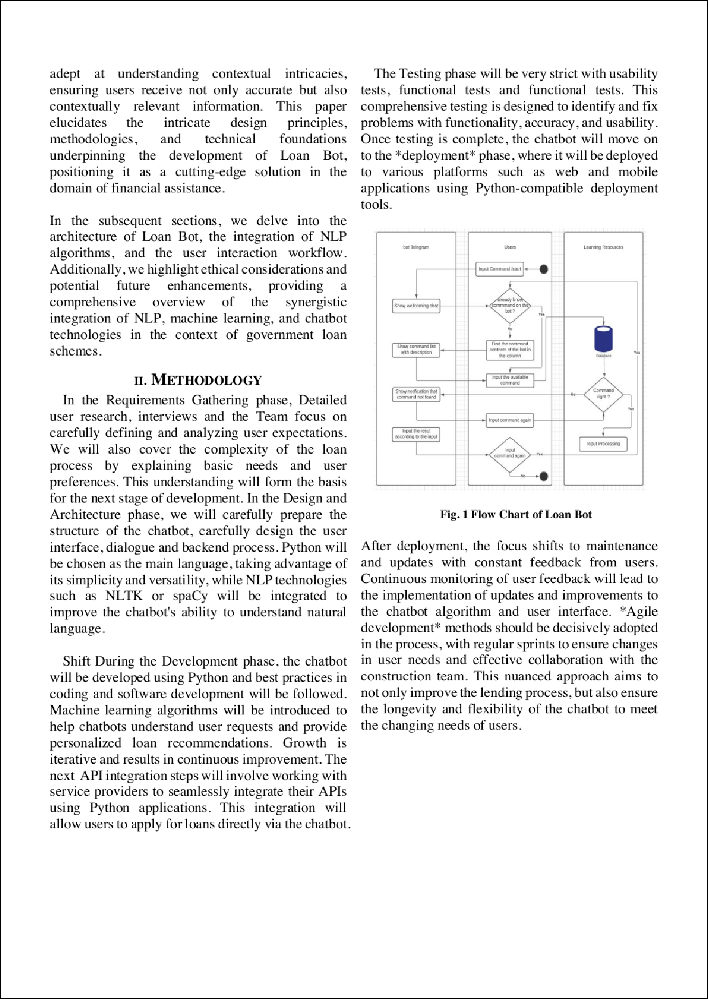 adept at understanding contextual intricacies,
ensuring users receive not only accurate but also
contextually relevant information. This paper
elucidates the intricate design principles,
methodologies, and technical foundations
underpinning the development of Loan Bot,
positioning it as a cutting-edge solution in the
domain of financial assistance.
In the subsequent sections, we delve into the
architecture of Loan Bot, the integration of NLP
algorithms, and the user interaction workflow.
Additionally, we highlight ethical considerations and
potential future enhancements, providing a
comprehensive overview of the synergistic
integration of NLP, machine learning, and chatbot
technologies in the context of government loan
schemes.
II. METHODOLOGY
In the Requirements Gathering phase, Detailed
user research, interviews and the Team focus on
carefully defining and analyzing user expectations.
We will also cover the complexity of the loan
process by explaining basic needs and user
preferences. This understanding will form the basis
for the next stage of development. In the Design and
Architecture phase, we will carefully prepare the
structure of the chatbot, carefully design the user
interface, dialogue and backend process. Python will
be chosen as the main language, taking advantage of
its simplicity and versatility, while NLP technologies
such as NLTK or spaCy will be integrated to
improve the chatbot's ability to understand natural
language.
Shift During the Development phase, the chatbot
will be developed using Python and best practices in
coding and software development will be followed.
Machine learning algorithms will be introduced to
help chatbots understand user requests and provide
personalized loan recommendations. Growth is
iterative and results in continuous improvement. The
next API integration steps will involve working with
service providers to seamlessly integrate their APIs
using Python applications. This integration will
allow users to apply for loans directly via the chatbot.
The Testing phase will be very strict with usability
tests, functional tests and functional tests. This
comprehensive testing is designed to identify and fix
problems with functionality, accuracy, and usability.
Once testing is complete, the chatbot will move on
to the *deployment* phase, where it will be deployed
to various platforms such as web and mobile
applications using Python-compatible deployment
tools.
bot Telegram
Users
Learning Resources
Input Command /start
Show welcoming chat
already know
commmand on the
bot ?
Yes
No
Show command list
with description
Find the command
contents of the bot in
the column
Database
Yes
Input the available
command
Show notification that
command not found
No
Command
right ?
Yes
Input command again
Input the resut
according to the input
Input Processing
Input
command again
Yes
No
Fig. 1 Flow Chart of Loan Bot
After deployment, the focus shifts to maintenance
and updates with constant feedback from users.
Continuous monitoring of user feedback will lead to
the implementation of updates and improvements to
the chatbot algorithm and user interface. *Agile
development* methods should be decisively adopted
in the process, with regular sprints to ensure changes
in user needs and effective collaboration with the
construction team. This nuanced approach aims to
not only improve the lending process, but also ensure
the longevity and flexibility of the chatbot to meet
the changing needs of users.